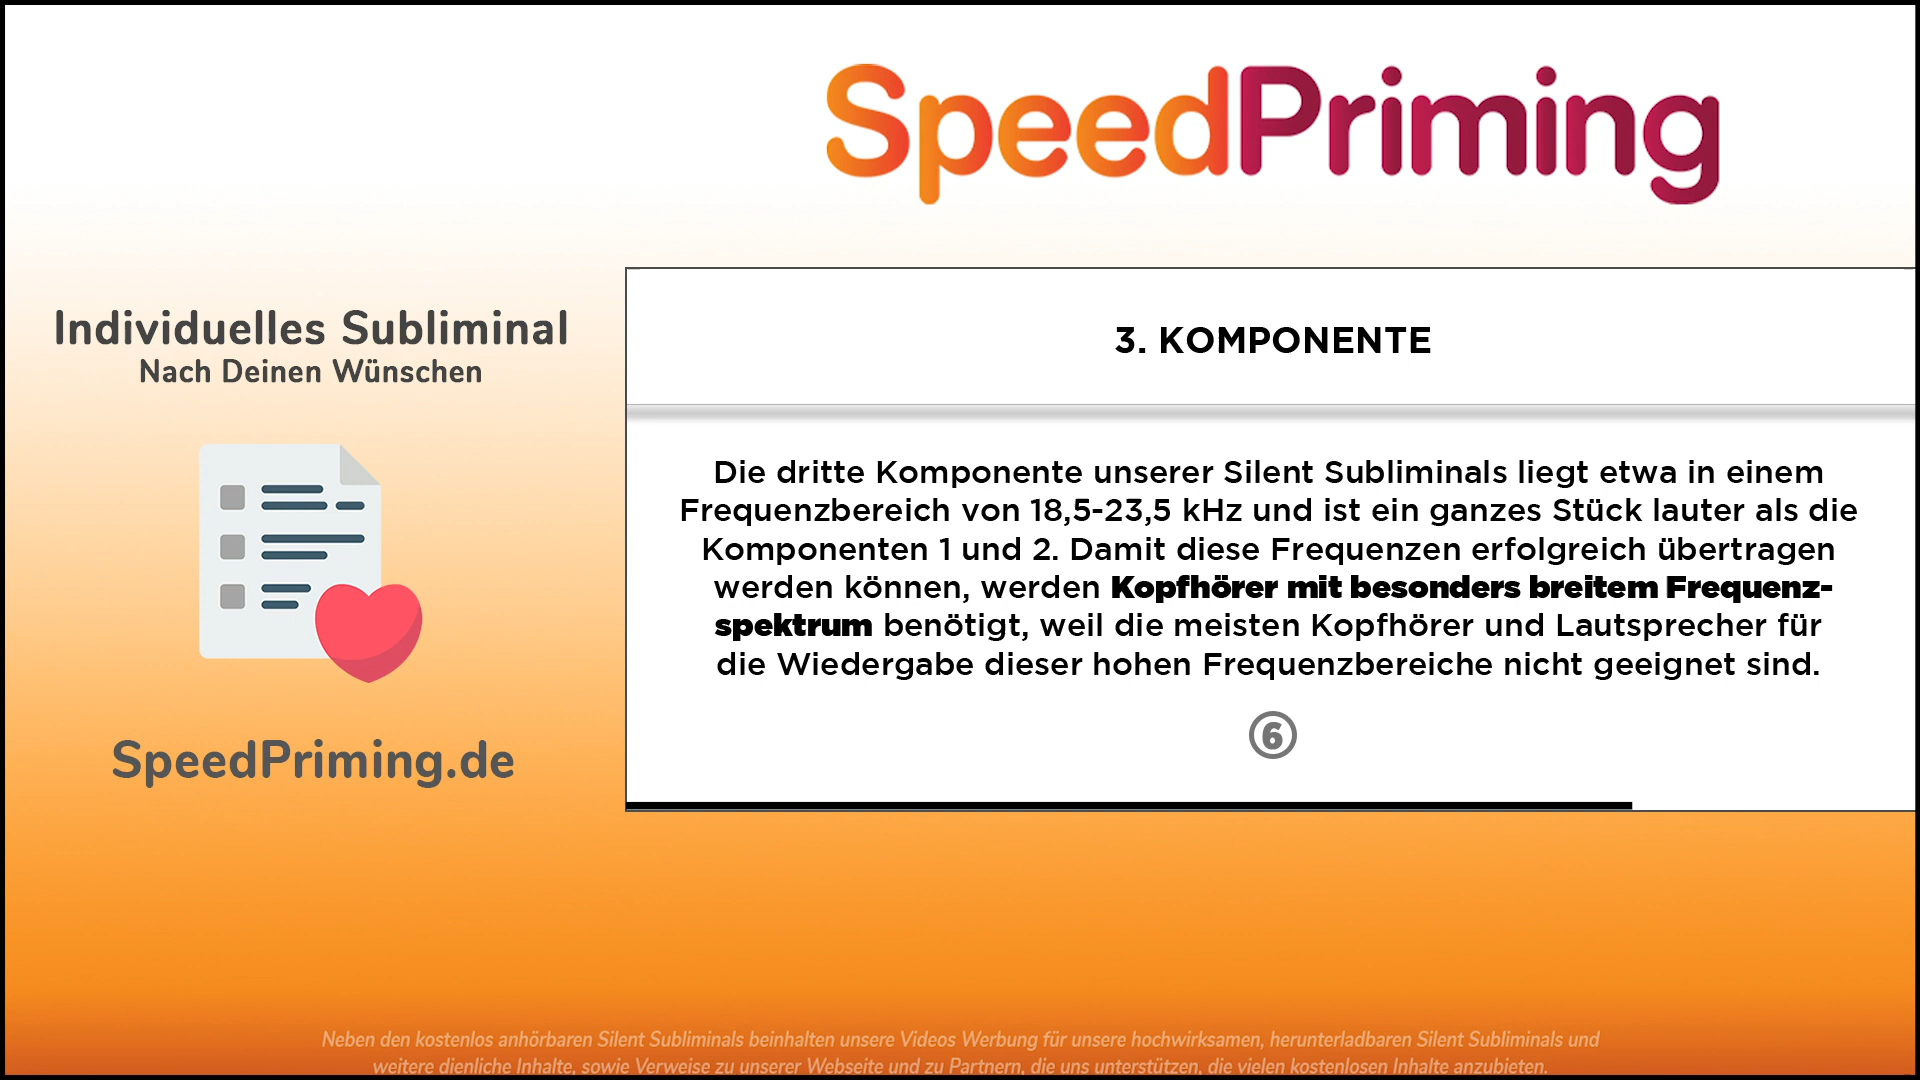 SpeedPriming
Individuelles Subliminal
Nach Deinen Wünschen
SpeedPriming.de
3. KOMPONENTE
Die dritte Komponente unserer Silent Subliminals liegt etwa in einem
Frequenzbereich von 18,5-23,5 kHz und ist ein ganzes Stück lauter als die
Komponenten 1 und 2. Damit diese Frequenzen erfolgreich übertragen
werden können, werden Kopfhörer mit besonders breitem Frequenz-
spektrum benötigt, weil die meisten Kopfhörer und Lautsprecher für
die Wiedergabe dieser hohen Frequenzbereiche nicht geeignet sind.
6
Neben den kostenlos anhörbaren Silent Subliminals beinhalten unsere Videos Werbung für unsere hochwirksamen, herunterladbaren Silent Subliminals und
weitere dienliche Inhalte, sowie Verweise zu unserer Webseite und zu Partnern, die uns unterstützen, die vielen kostenlosen Inhalte anzubieten.